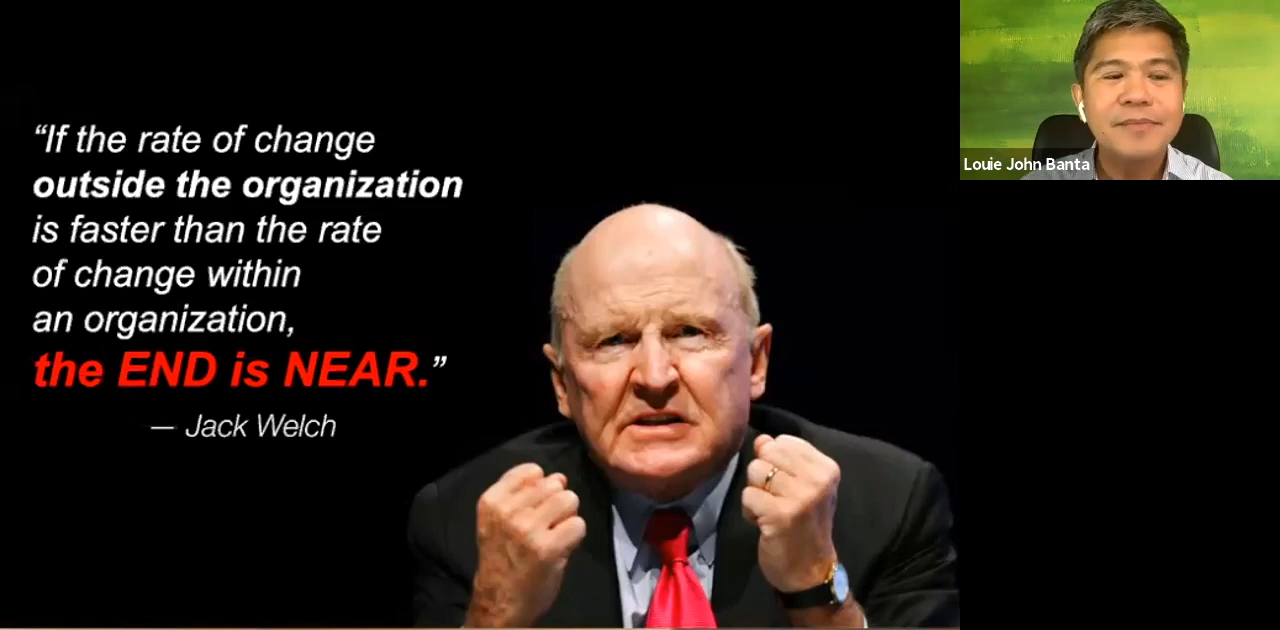 “If the rate of change
outside the organization
is faster than the rate
of change within
an organization,
the END is NEAR.”
— Jack Welch
Louie John Banta